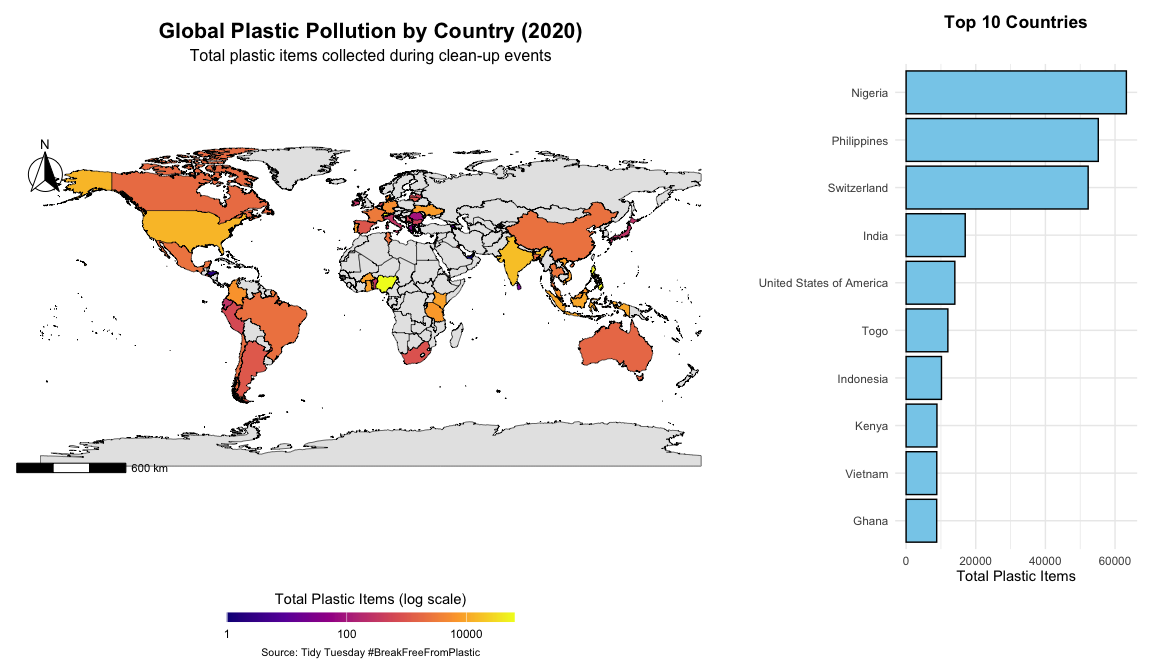 Global Plastic Pollution by Country (2020)
Total plastic items collected during clean-up events
N
600 km
Total Plastic Items (log scale)
1 100 10000
Source: Tidy Tuesday #BreakFreeFromPlastic
Top 10 Countries
Nigeria
Philippines
Switzerland
India
United States of America
Togo
Indonesia
Kenya
Vietnam
Ghana
0 20000 40000 60000
Total Plastic Items